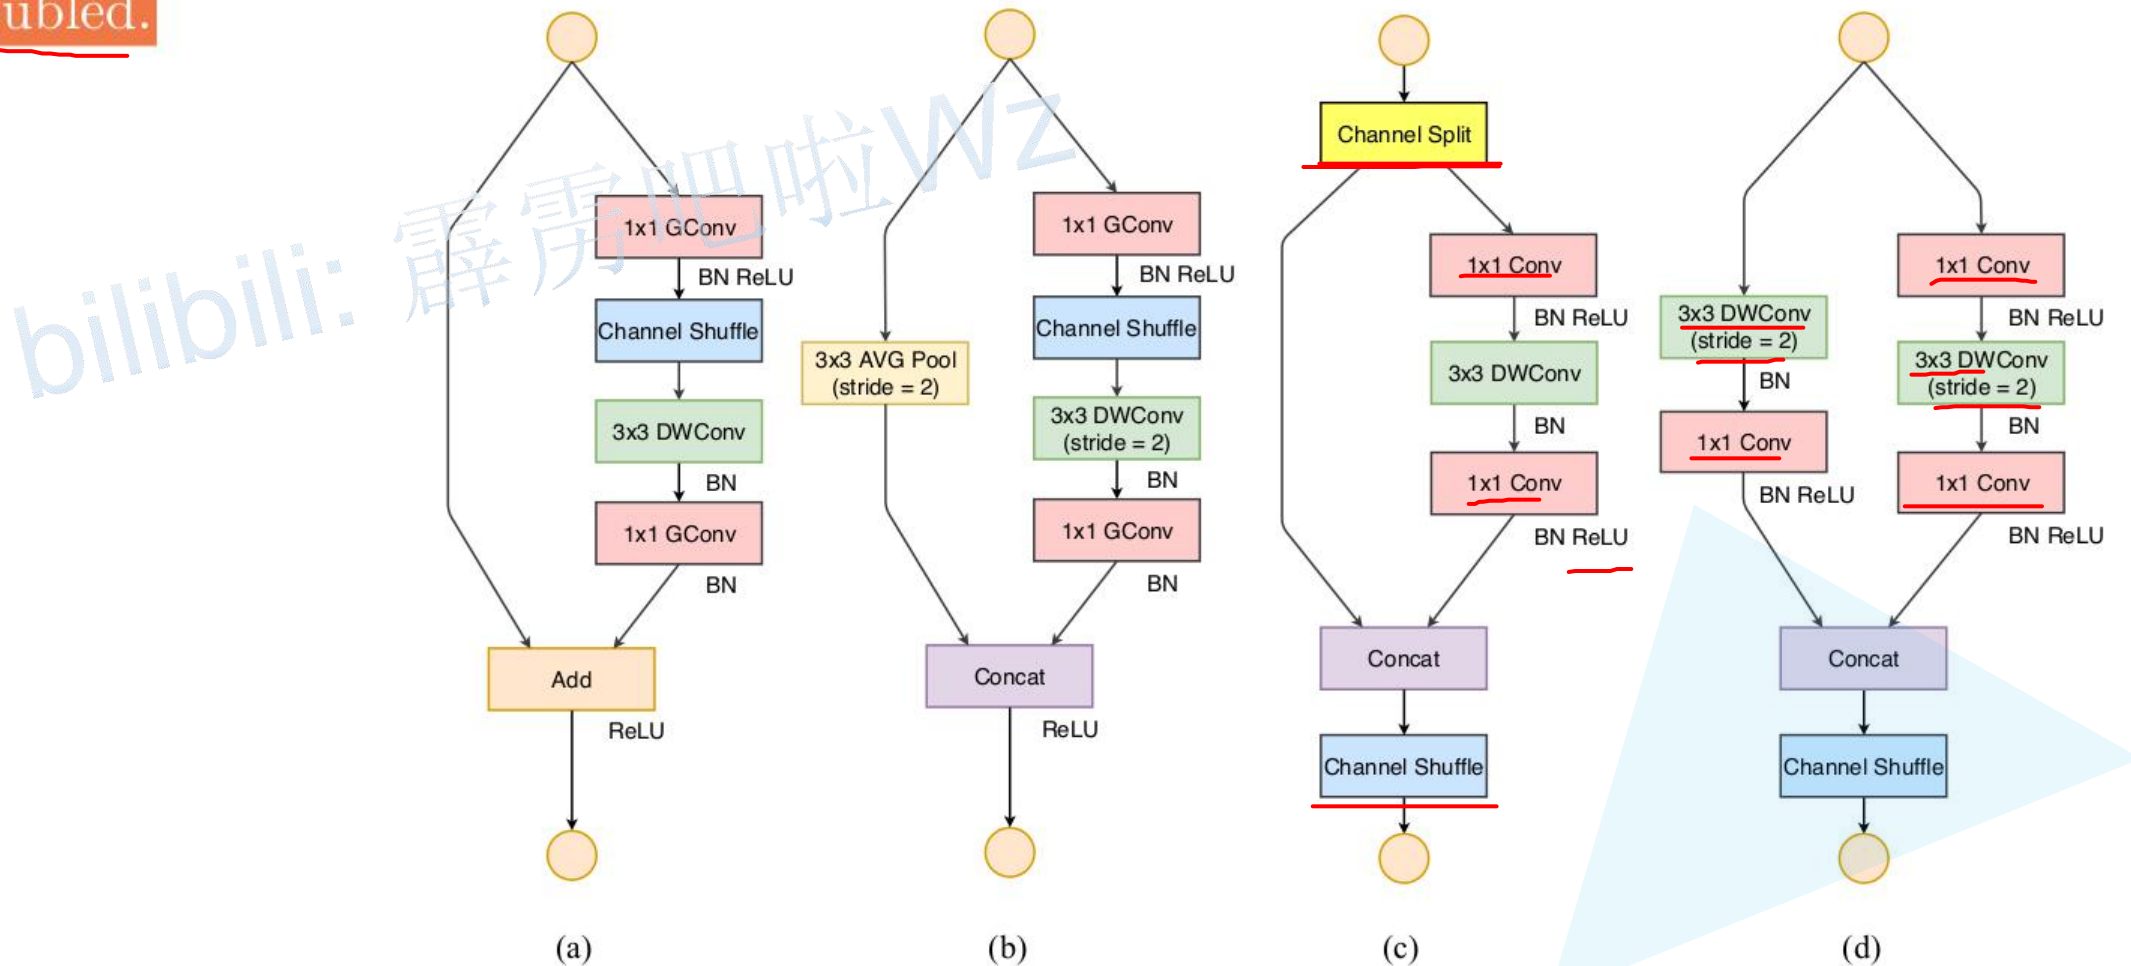 ubled.
bilibili: 霹雳吧啦Wz
1x1 GConv
BN ReLU
Channel Shuffle
3x3 DWConv
BN
1x1 GConv
BN
Add
ReLU
(a)
1x1 GConv
BN ReLU
Channel Shuffle
3x3 AVG Pool
(stride = 2)
3x3 DWConv
(stride = 2)
BN
1x1 GConv
BN
Concat
ReLU
(b)
Channel Split
1x1 Conv
BN ReLU
3x3 DWConv
BN
1x1 Conv
BN ReLU
Concat
Channel Shuffle
(c)
3x3 DWConv
(stride = 2)
BN
1x1 Conv
BN ReLU
1x1 Conv
BN ReLU
3x3 DWConv
(stride = 2)
BN
1x1 Conv
BN ReLU
Concat
Channel Shuffle
(d)